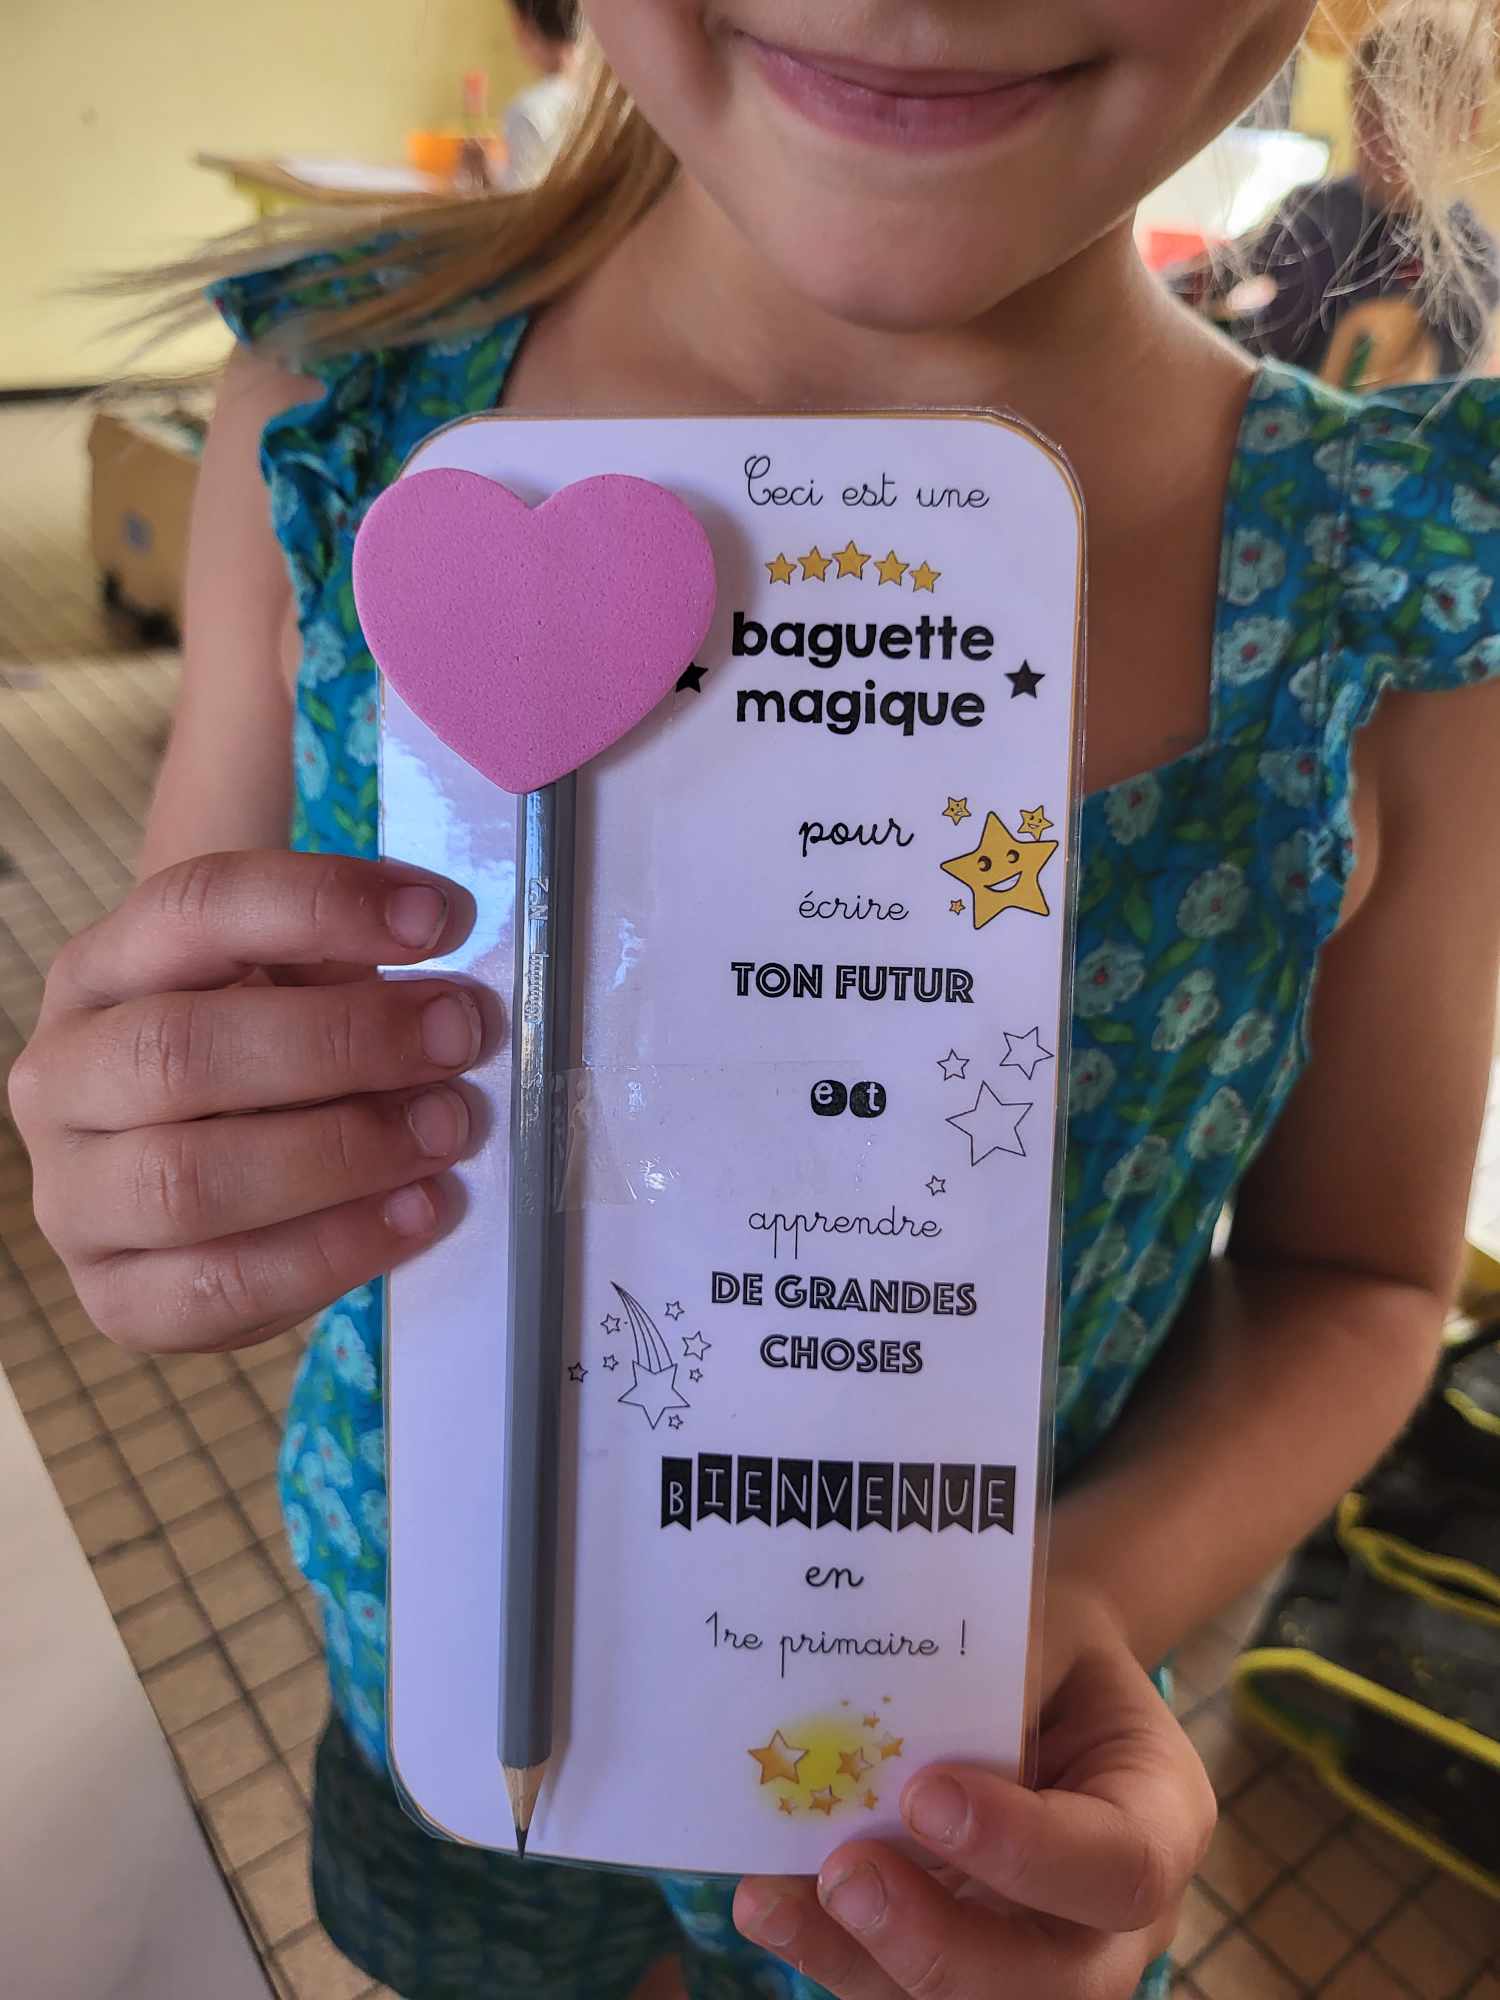 Ceci est une
baguette
magique
pour
écrire
TON FUTUR
et
apprendre
DE GRANDES
CHOSES
BIENVENUE
en
1re primaire !